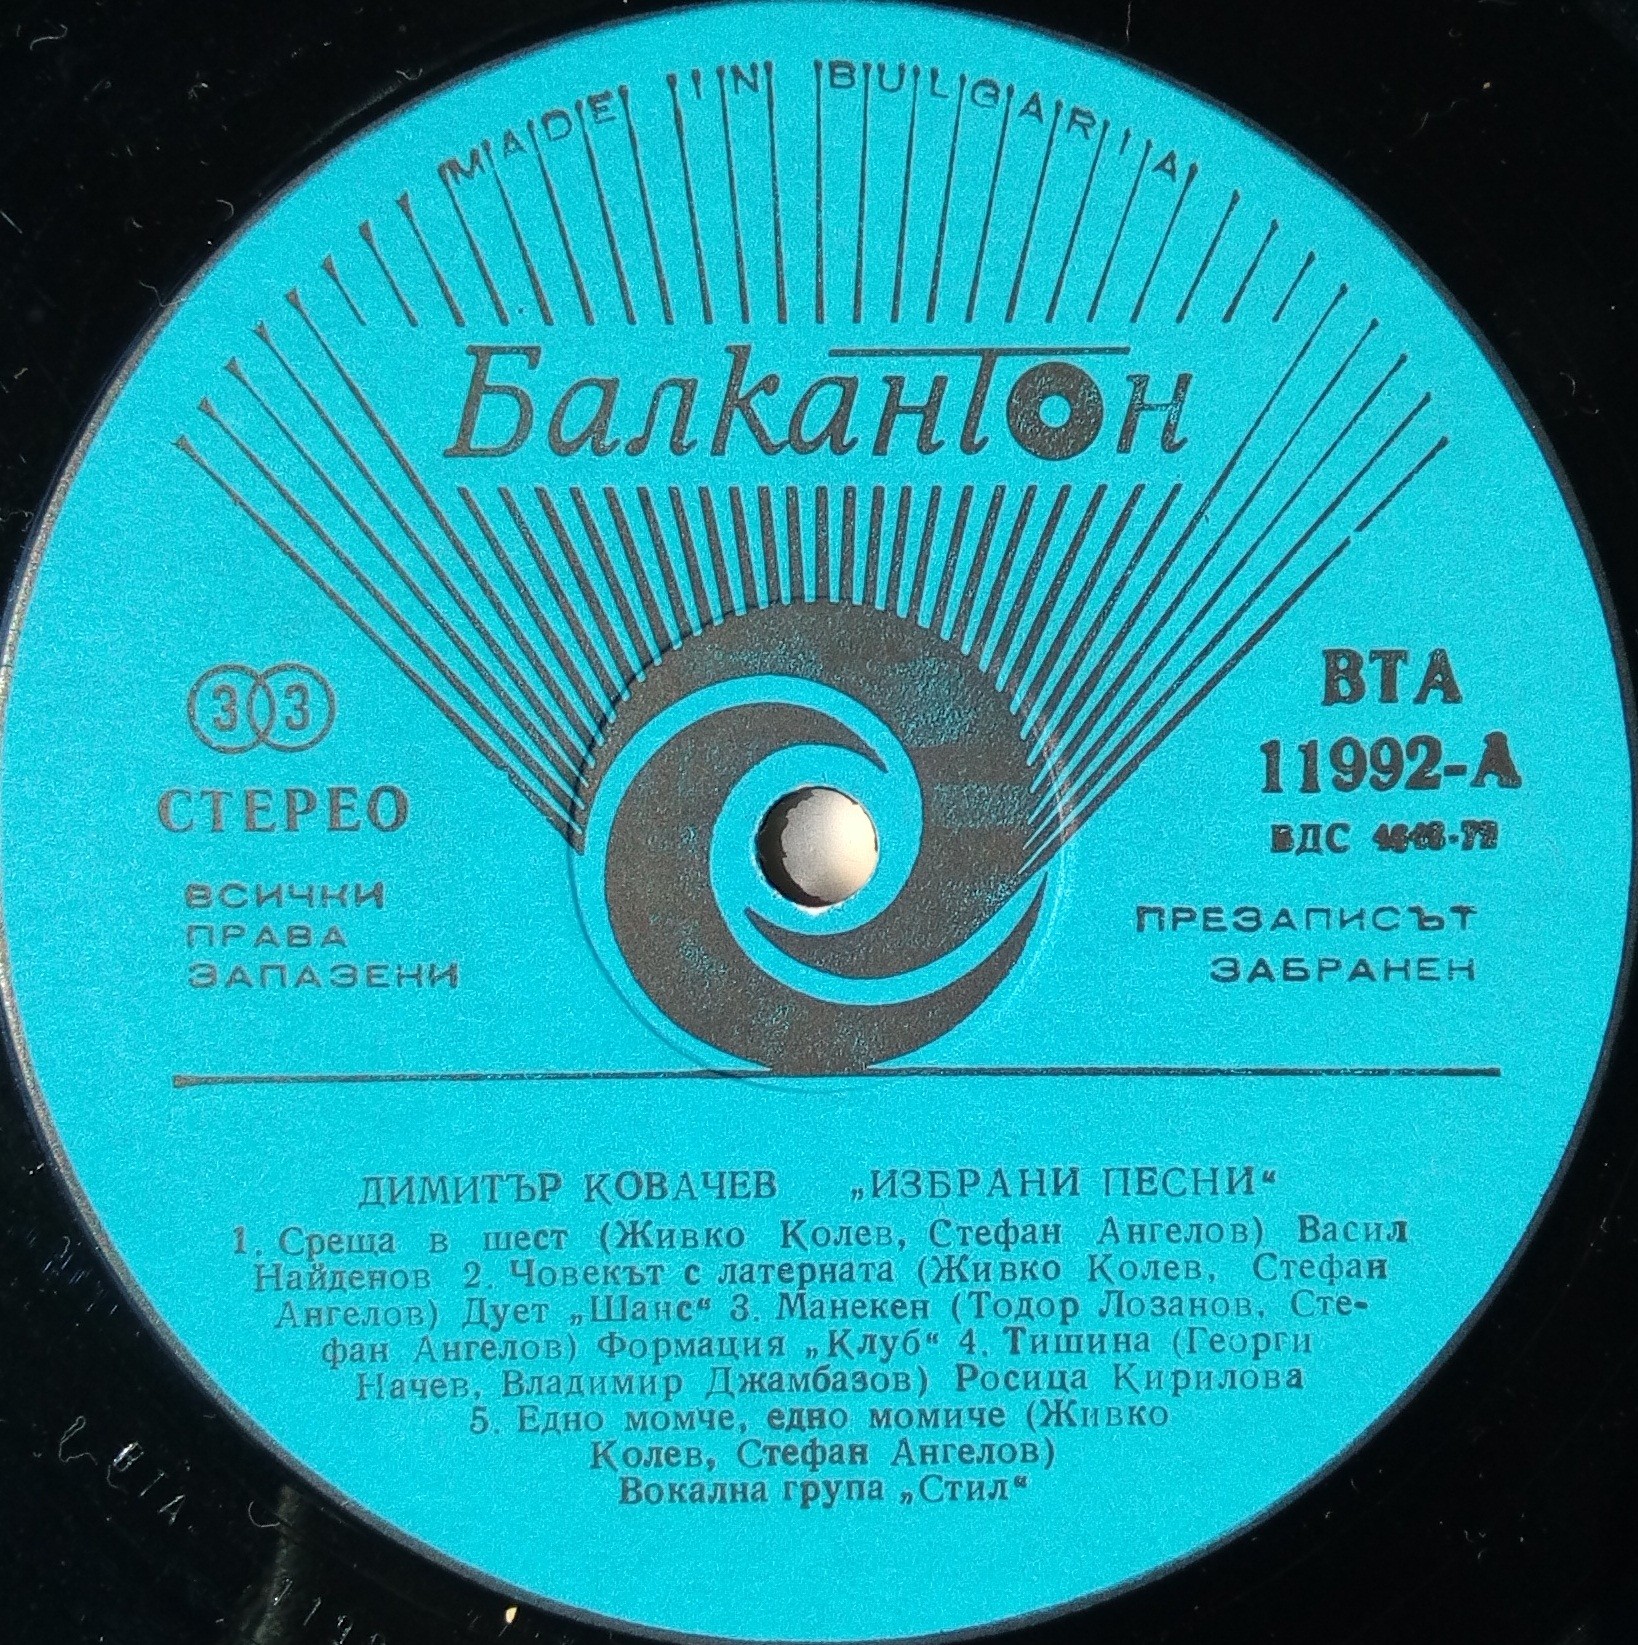 MADE IN BULGARIA
Балкантон
33
СТЕРЕО
ВСИЧКИ
ПРАВА
ЗАПАЗЕНИ
ВТА
11992-А
ПРЕЗАПИСЪТ
ЗАБРАНЕН
ДИМИТЪР КОВАЧЕВ „ИЗБРАНИ ПЕСНИ“
1. Среща в шест (Живко Колев, Стефан Ангелов) Васил
Найденов 2. Човекът с латерната (Живко Колев, Стефан
Ангелов) Дует „Шанс“ 3. Манекен (Тодор Лозанов, Сте-
фан Ангелов) Формация „Клуб“ 4. Тишина (Георги
Начев, Владимир Джамбазов) Росица Кирилова
5. Едно момче, едно момиче (Живко
Колев, Стефан Ангелов)
Вокална група „Стил“
ВТА